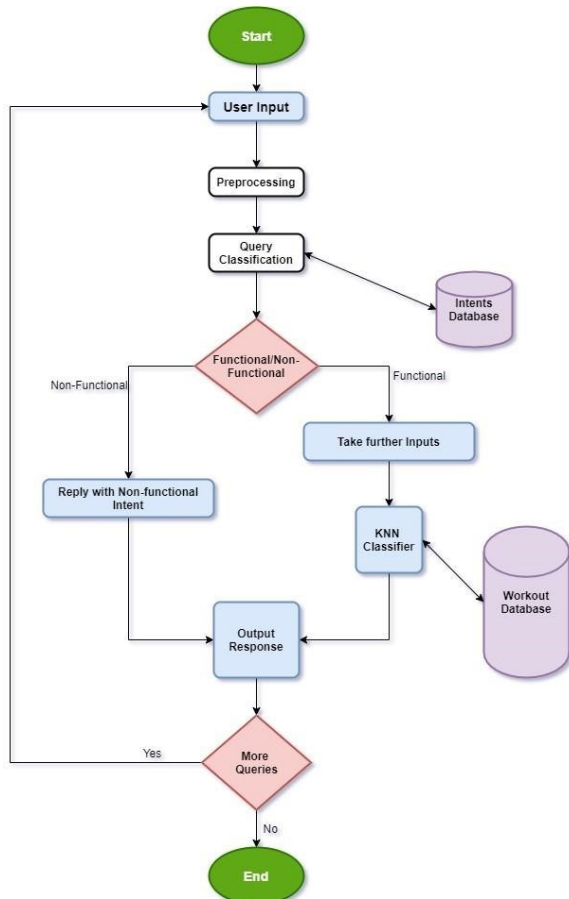 Start
User Input
Preprocessing
Query
Classification
Intents
Database
Functional/Non-
Functional
Non-Functional
Functional
Take further Inputs
Reply with Non-functional
Intent
KNN
Classifier
Workout
Database
Output
Response
More
Queries
Yes
No
End